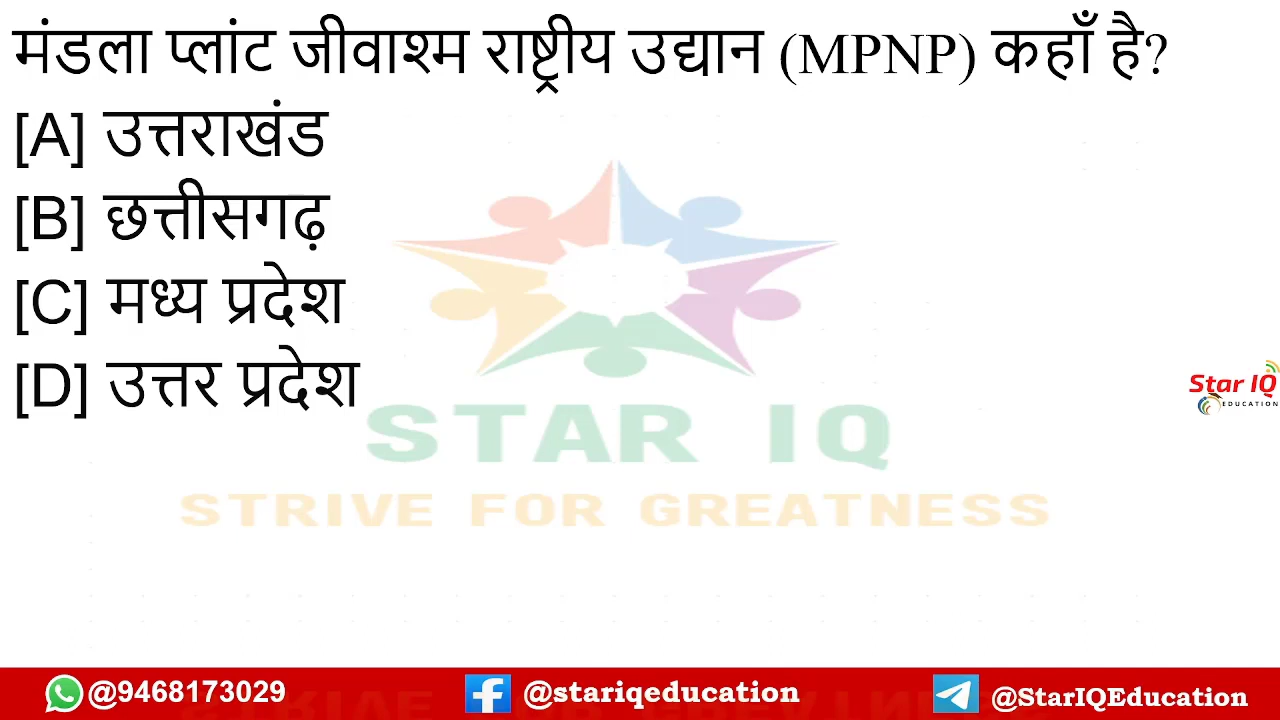 मंडला प्लांट जीवाश्म राष्ट्रीय उद्यान (MPNP) कहाँ है?
[A] उत्तराखंड
[B] छत्तीसगढ़
[C] मध्य प्रदेश
[D] उत्तर प्रदेश
Star IQ
EDUCATION
STAR IQ
STRIVE FOR GREATNESS
@9468173029 @stariqeducation @StarIQEducation